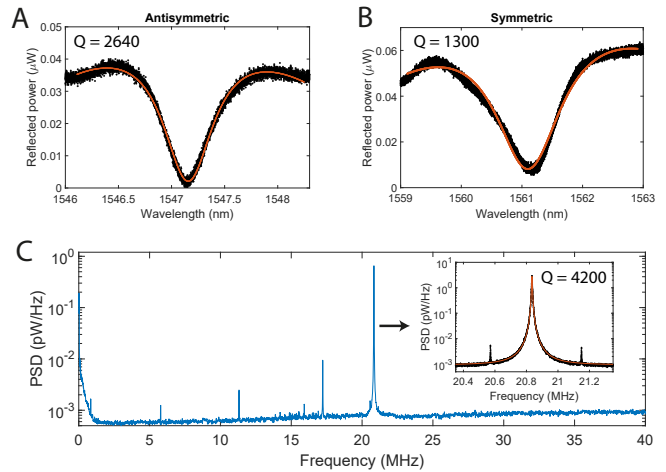 A
Antisymmetric
Q = 2640
Reflected power (μW)
0.05
0.04
0.03
0.02
0.01
0
1546
1546.5
1547
1547.5
1548
Wavelength (nm)
B
Symmetric
Q = 1300
Reflected power (μW)
0.06
0.04
0.02
0
1559
1560
1561
1562
1563
Wavelength (nm)
C
PSD (pW/Hz)
10^0
10^-1
10^-2
10^-3
0
5
10
15
20
25
30
35
40
Frequency (MHz)
Q = 4200
PSD (pW/Hz)
10^1
10^0
10^-1
10^-2
10^-3
20.4
20.6
20.8
21
21.2
Frequency (MHz)